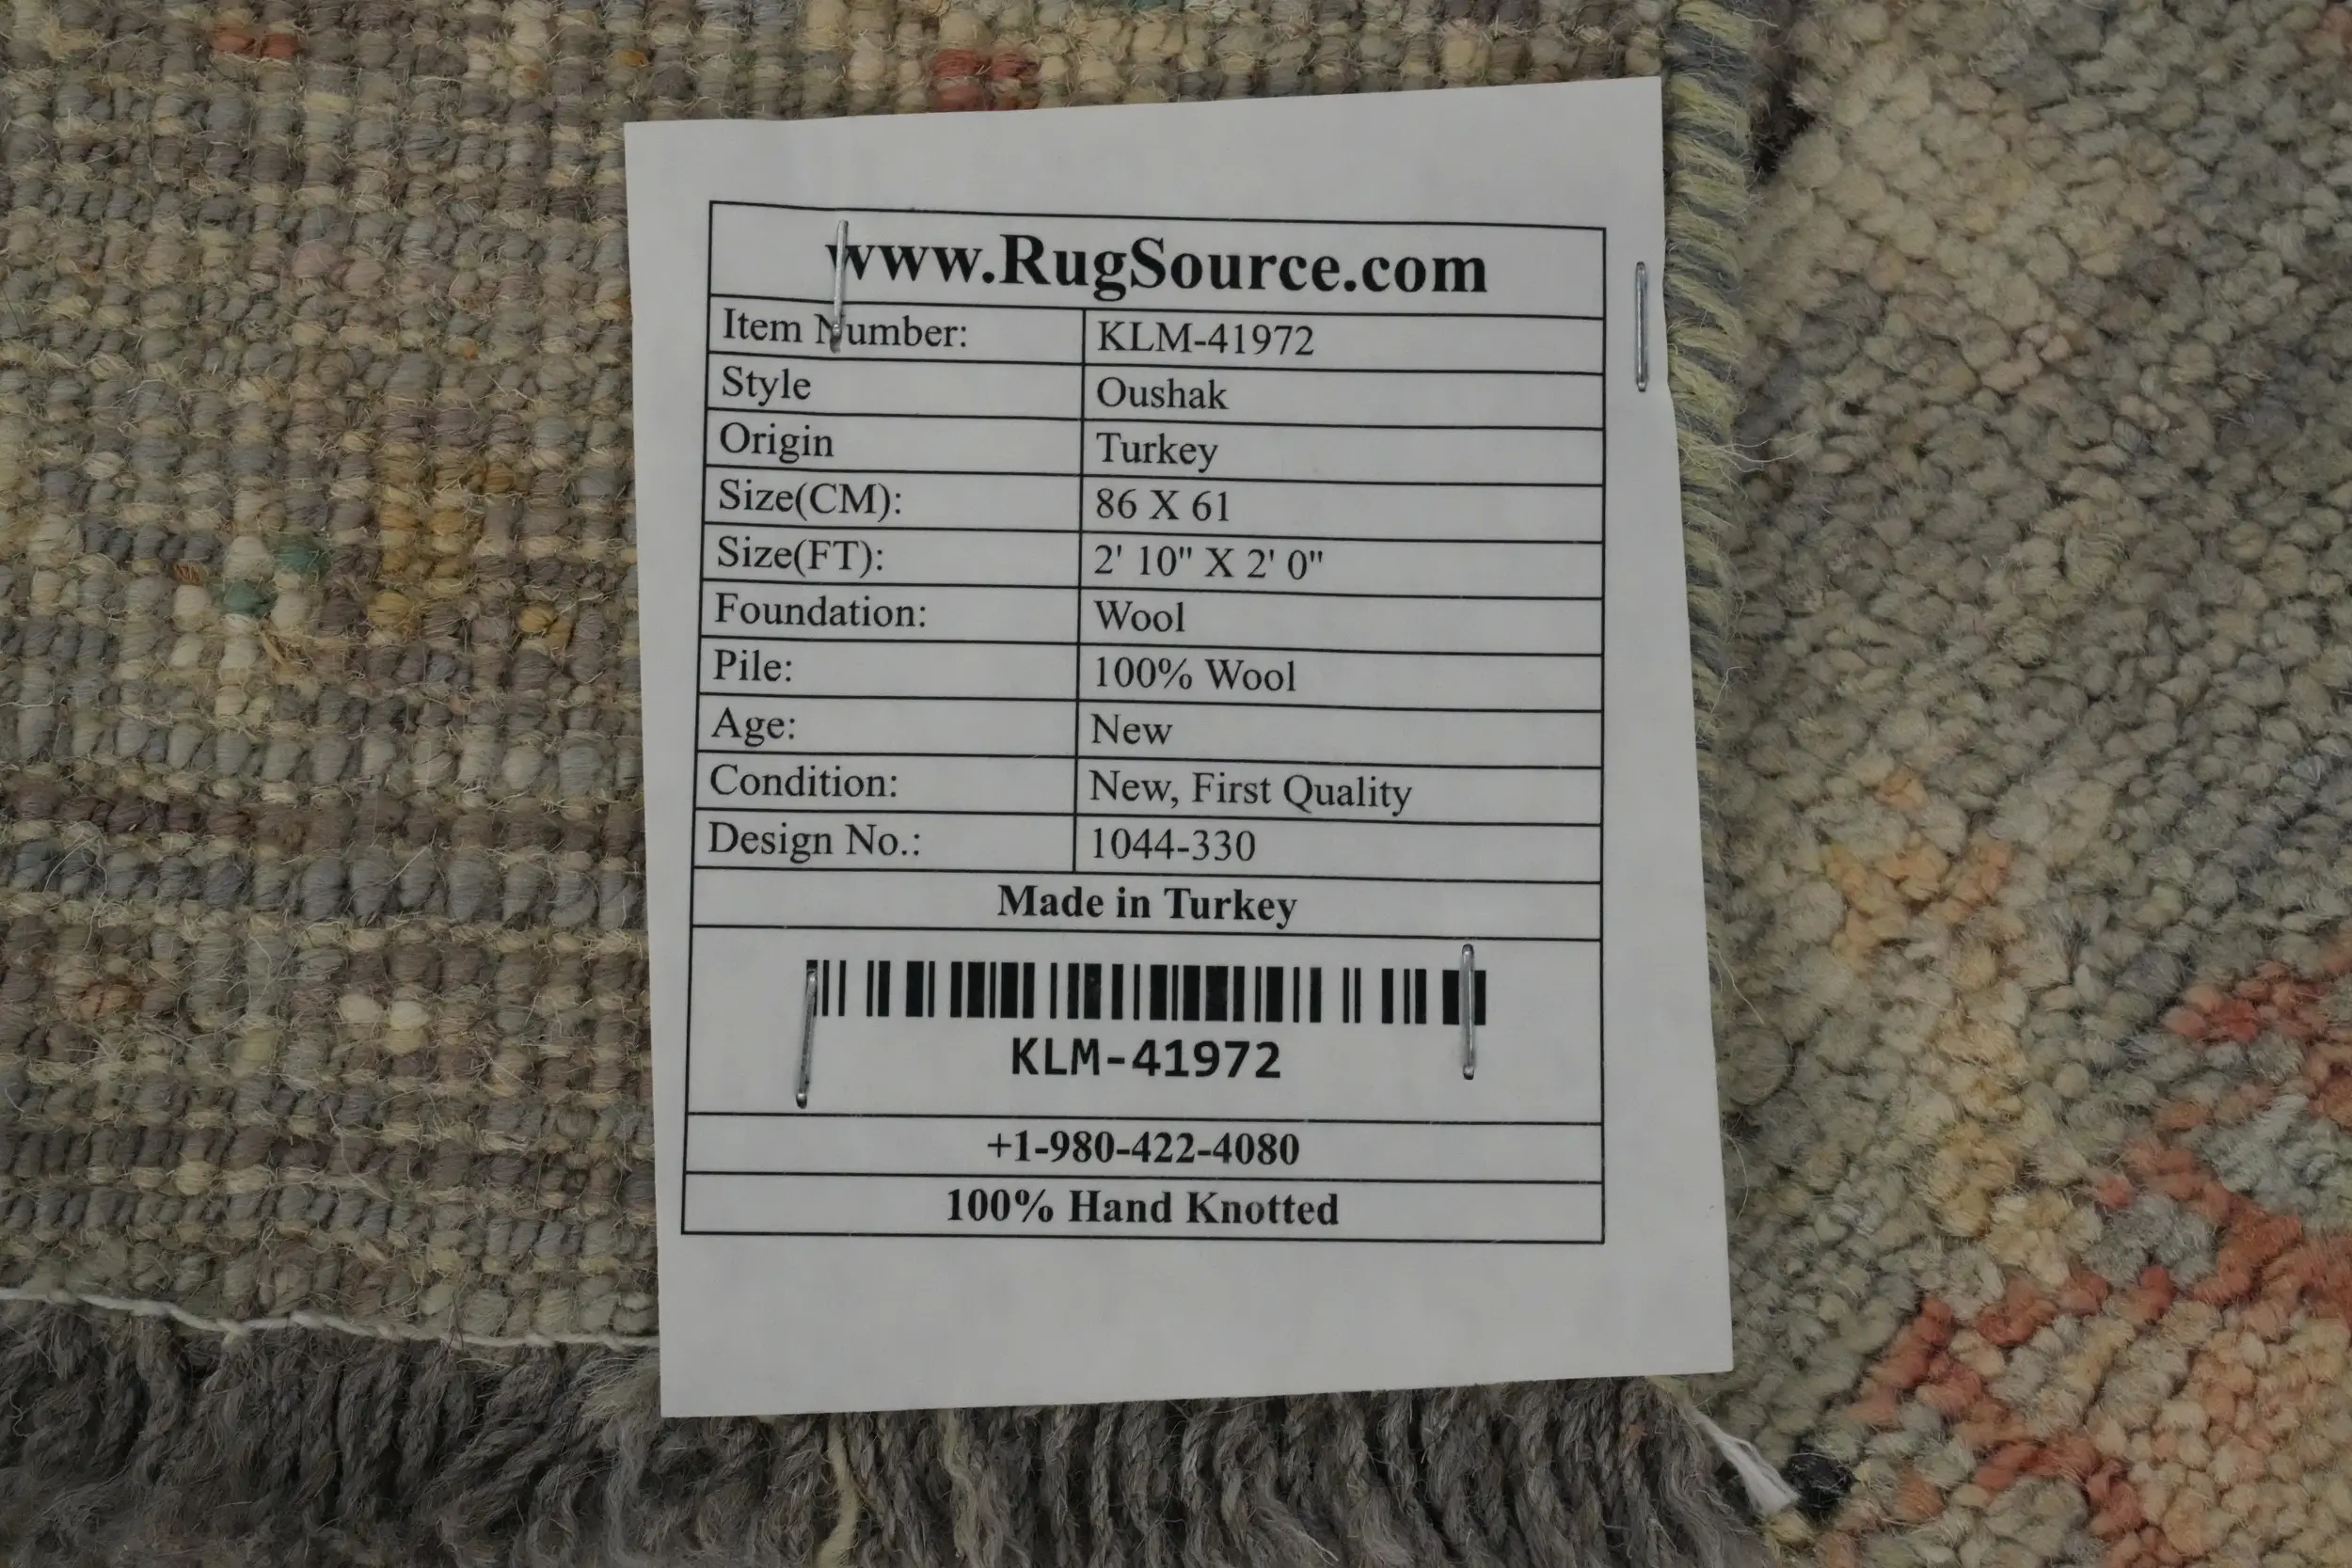 www.RugSource.com
Item Number: KLM-41972
Style Oushak
Origin Turkey
Size(CM): 86 X 61
Size(FT): 2' 10" X 2' 0"
Foundation: Wool
Pile: 100% Wool
Age: New
Condition: New, First Quality
Design No.: 1044-330
Made in Turkey
KLM-41972
+1-980-422-4080
100% Hand Knotted